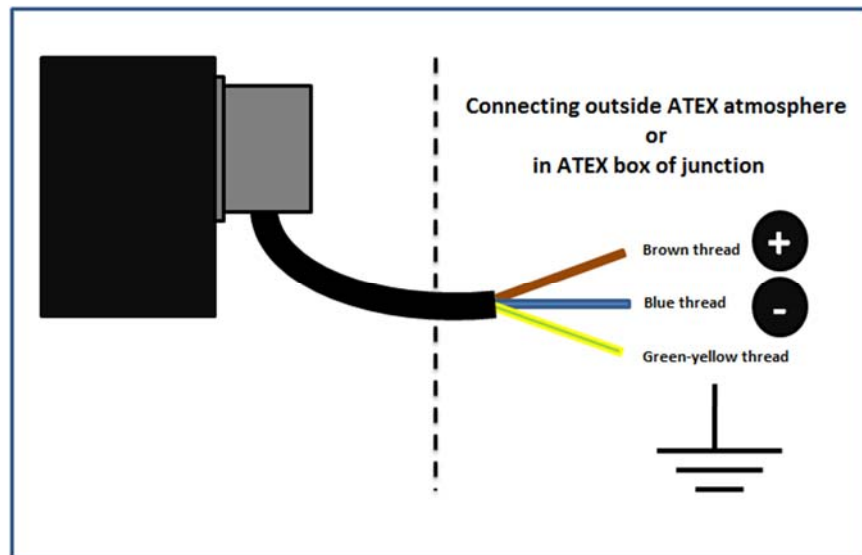 Connecting outside ATEX atmosphere
or
in ATEX box of junction
Brown thread
+
Blue thread
-
Green-yellow thread